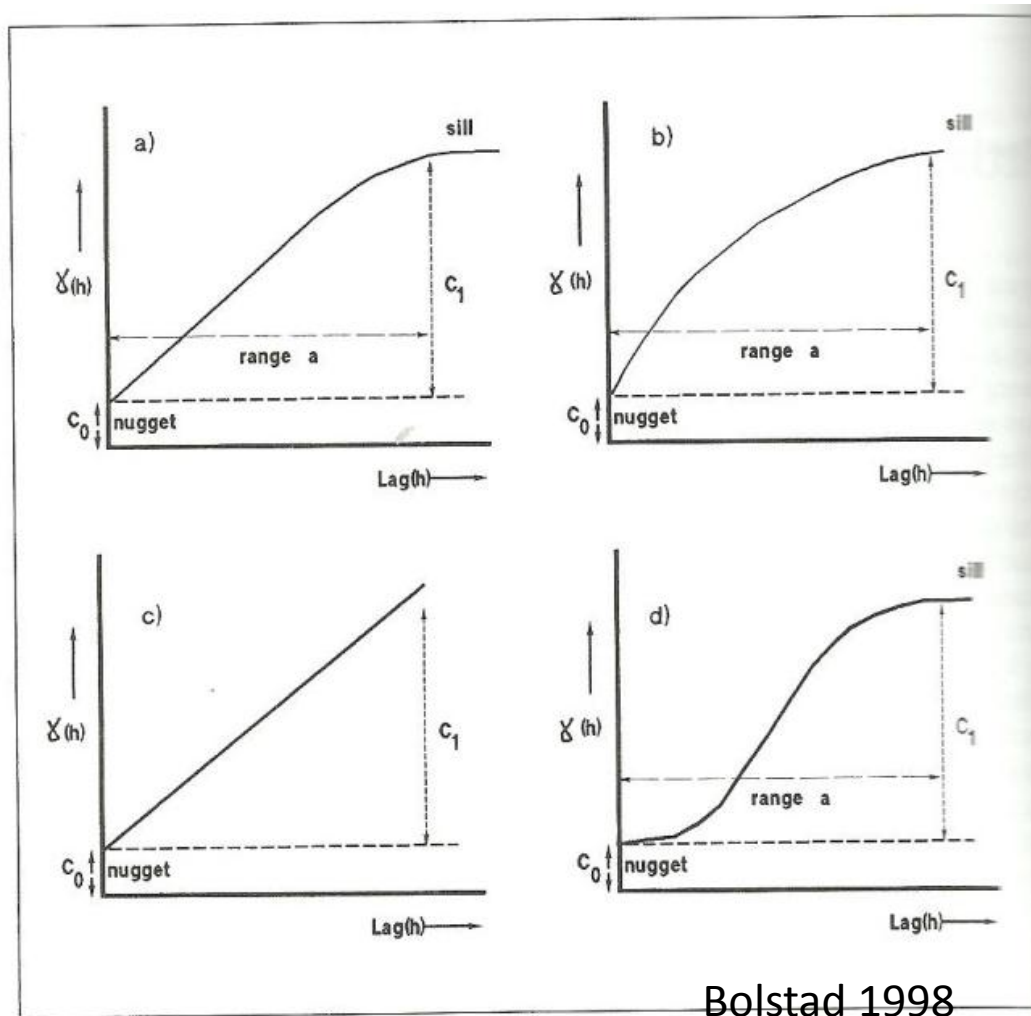 a)
sill
γ(h)
C1
range a
C0
nugget
Lag(h)
b)
sill
γ(h)
C1
range a
C0
nugget
Lag(h)
c)
γ(h)
C1
C0
nugget
Lag(h)
d)
sill
γ(h)
C1
range a
C0
nugget
Lag(h)
Bolstad 1998